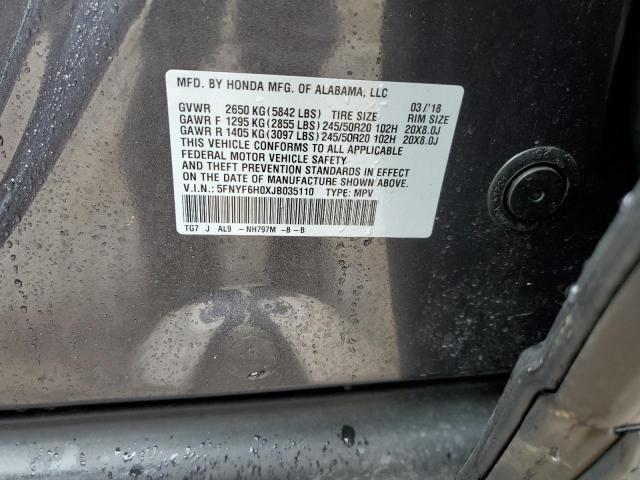 MFD. BY HONDA MFG. OF ALABAMA, LLC
03/'18
GVWR 2650 KG (5842 LBS) TIRE SIZE RIM SIZE
GAWR F 1295 KG (2855 LBS) 245/50R20 102H 20X8.0J
GAWR R 1405 KG (3097 LBS) 245/50R20 102H 20X8.0J
THIS VEHICLE CONFORMS TO ALL APPLICABLE
FEDERAL MOTOR VEHICLE SAFETY
AND THEFT PREVENTION STANDARDS IN EFFECT
ON THE DATE OF MANUFACTURE SHOWN ABOVE.
V.I.N.: 5FNYF6H0XJB035110 TYPE: MPV
TG7 J AL9 -NH797M -B-B